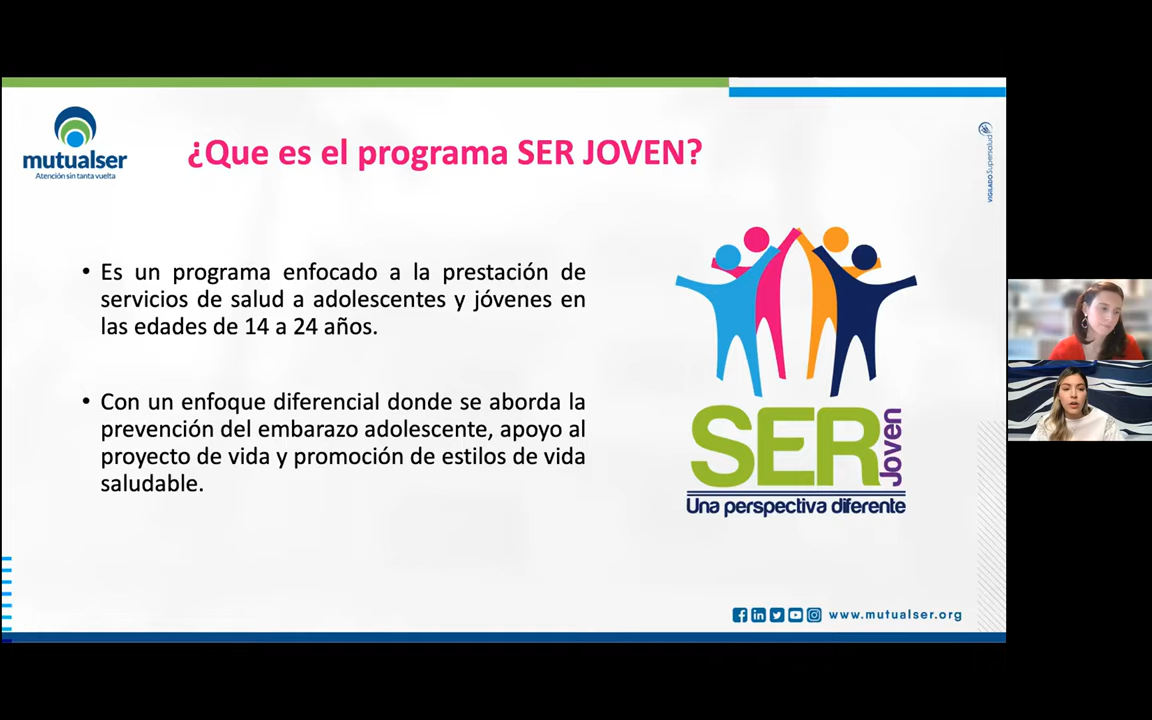 mutualser
Atención sin tanta vuelta
¿Que es el programa SER JOVEN?
VIGILADO Supersalud
• Es un programa enfocado a la prestación de
servicios de salud a adolescentes y jóvenes en
las edades de 14 a 24 años.
• Con un enfoque diferencial donde se aborda la
prevención del embarazo adolescente, apoyo al
proyecto de vida y promoción de estilos de vida
saludable.
SER
Joven
Una perspectiva diferente
www.mutualser.org